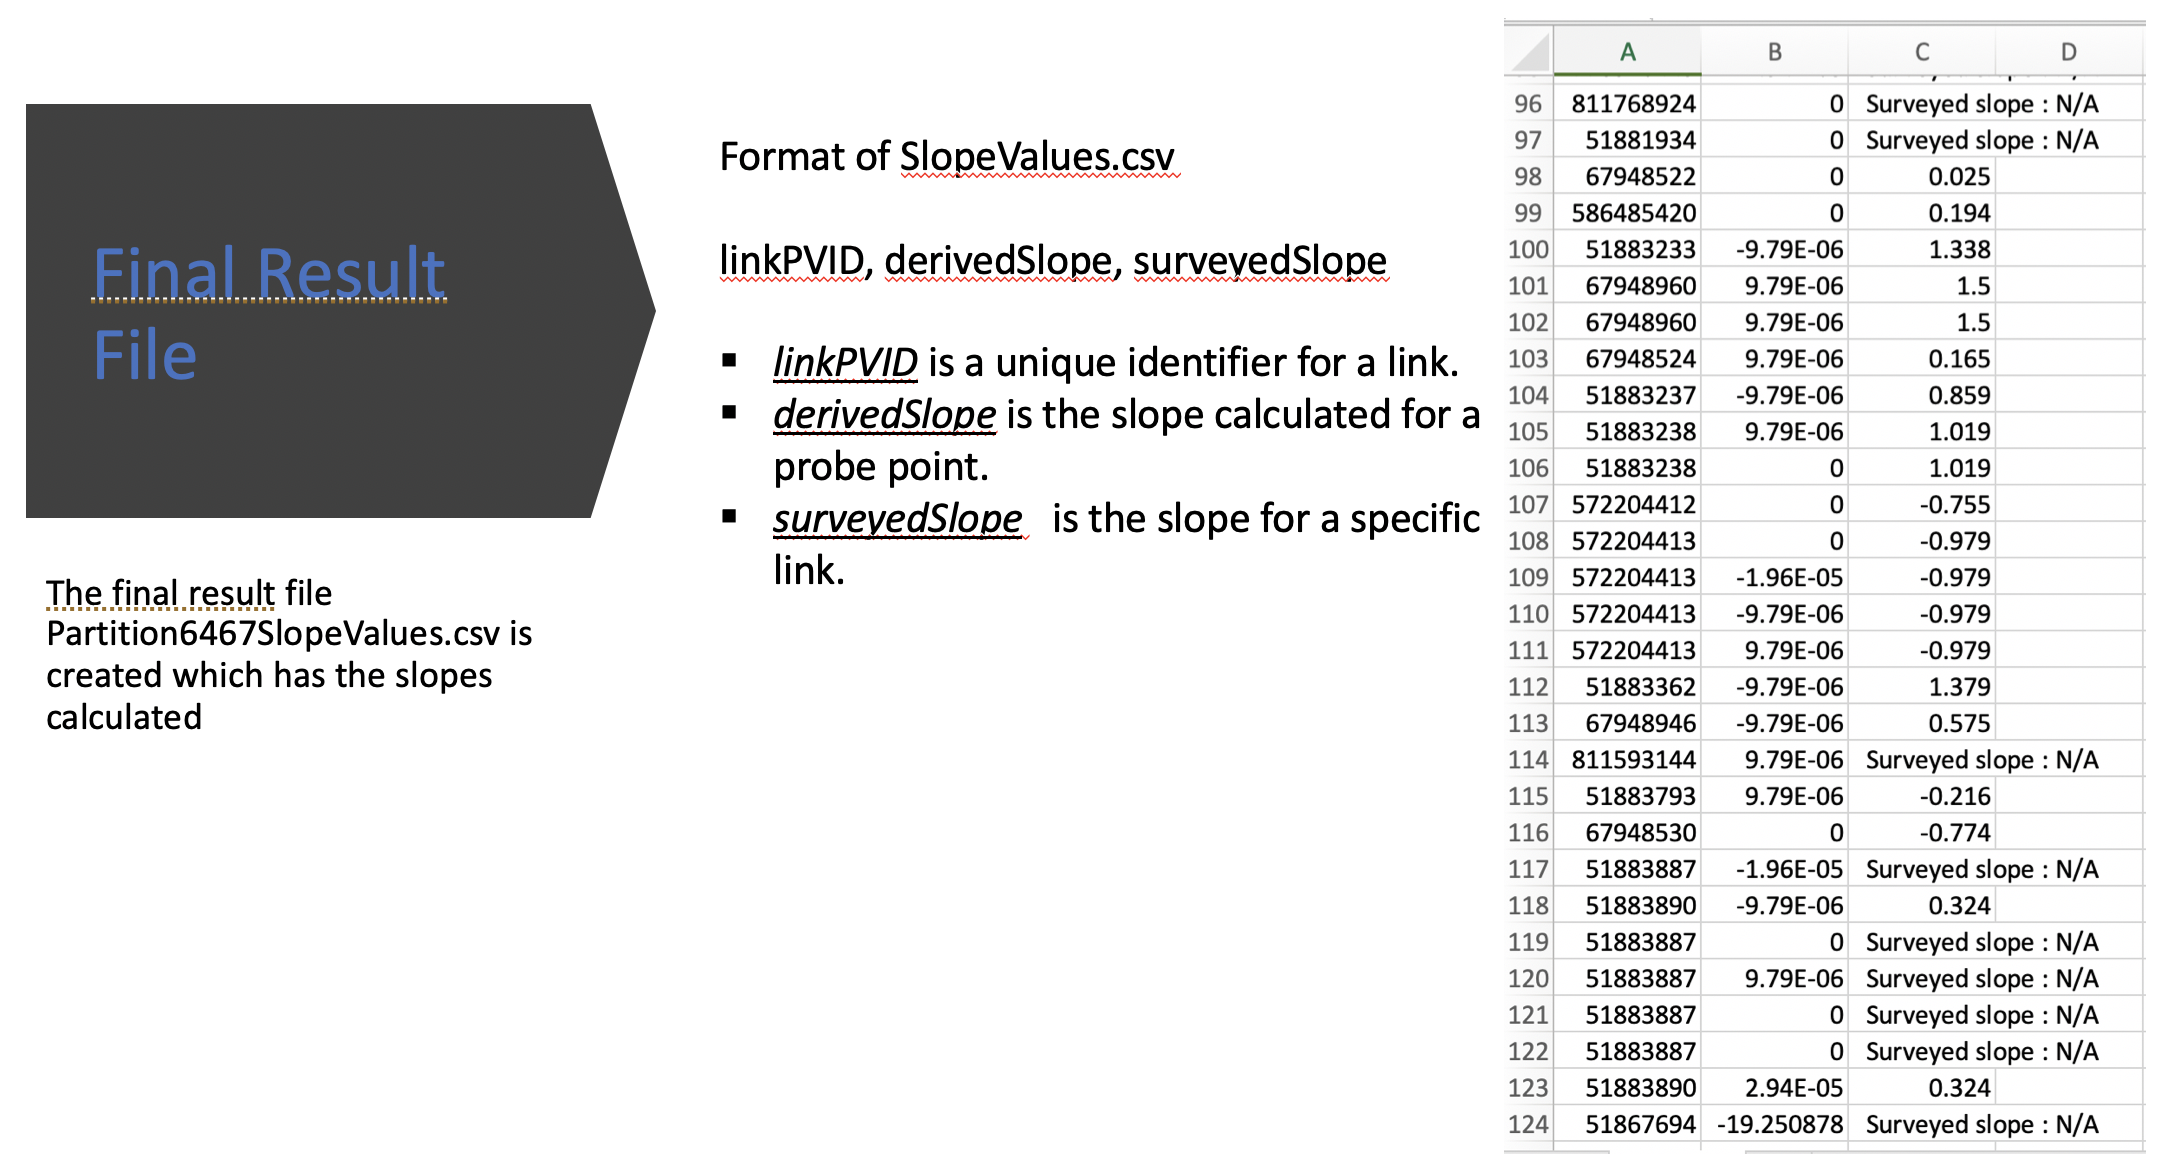 Final Result
File
The final result file
Partition6467SlopeValues.csv is
created which has the slopes
calculated
Format of SlopeValues.csv
linkPVID, derivedSlope, surveyedSlope
▪ linkPVID is a unique identifier for a link.
▪ derivedSlope is the slope calculated for a
probe point.
▪ surveyedSlope is the slope for a specific
link.
A B C D
96 811768924 0 Surveyed slope : N/A
97 51881934 0 Surveyed slope : N/A
98 67948522 0 0.025
99 586485420 0 0.194
100 51883233 -9.79E-06 1.338
101 67948960 9.79E-06 1.5
102 67948960 9.79E-06 1.5
103 67948524 9.79E-06 0.165
104 51883237 -9.79E-06 0.859
105 51883238 9.79E-06 1.019
106 51883238 0 1.019
107 572204412 0 -0.755
108 572204413 0 -0.979
109 572204413 -1.96E-05 -0.979
110 572204413 -9.79E-06 -0.979
111 572204413 9.79E-06 -0.979
112 51883362 -9.79E-06 1.379
113 67948946 -9.79E-06 0.575
114 811593144 9.79E-06 Surveyed slope : N/A
115 51883793 9.79E-06 -0.216
116 67948530 0 -0.774
117 51883887 -1.96E-05 Surveyed slope : N/A
118 51883890 -9.79E-06 0.324
119 51883887 0 Surveyed slope : N/A
120 51883887 9.79E-06 Surveyed slope : N/A
121 51883887 0 Surveyed slope : N/A
122 51883887 0 Surveyed slope : N/A
123 51883890 2.94E-05 0.324
124 51867694 -19.250878 Surveyed slope : N/A